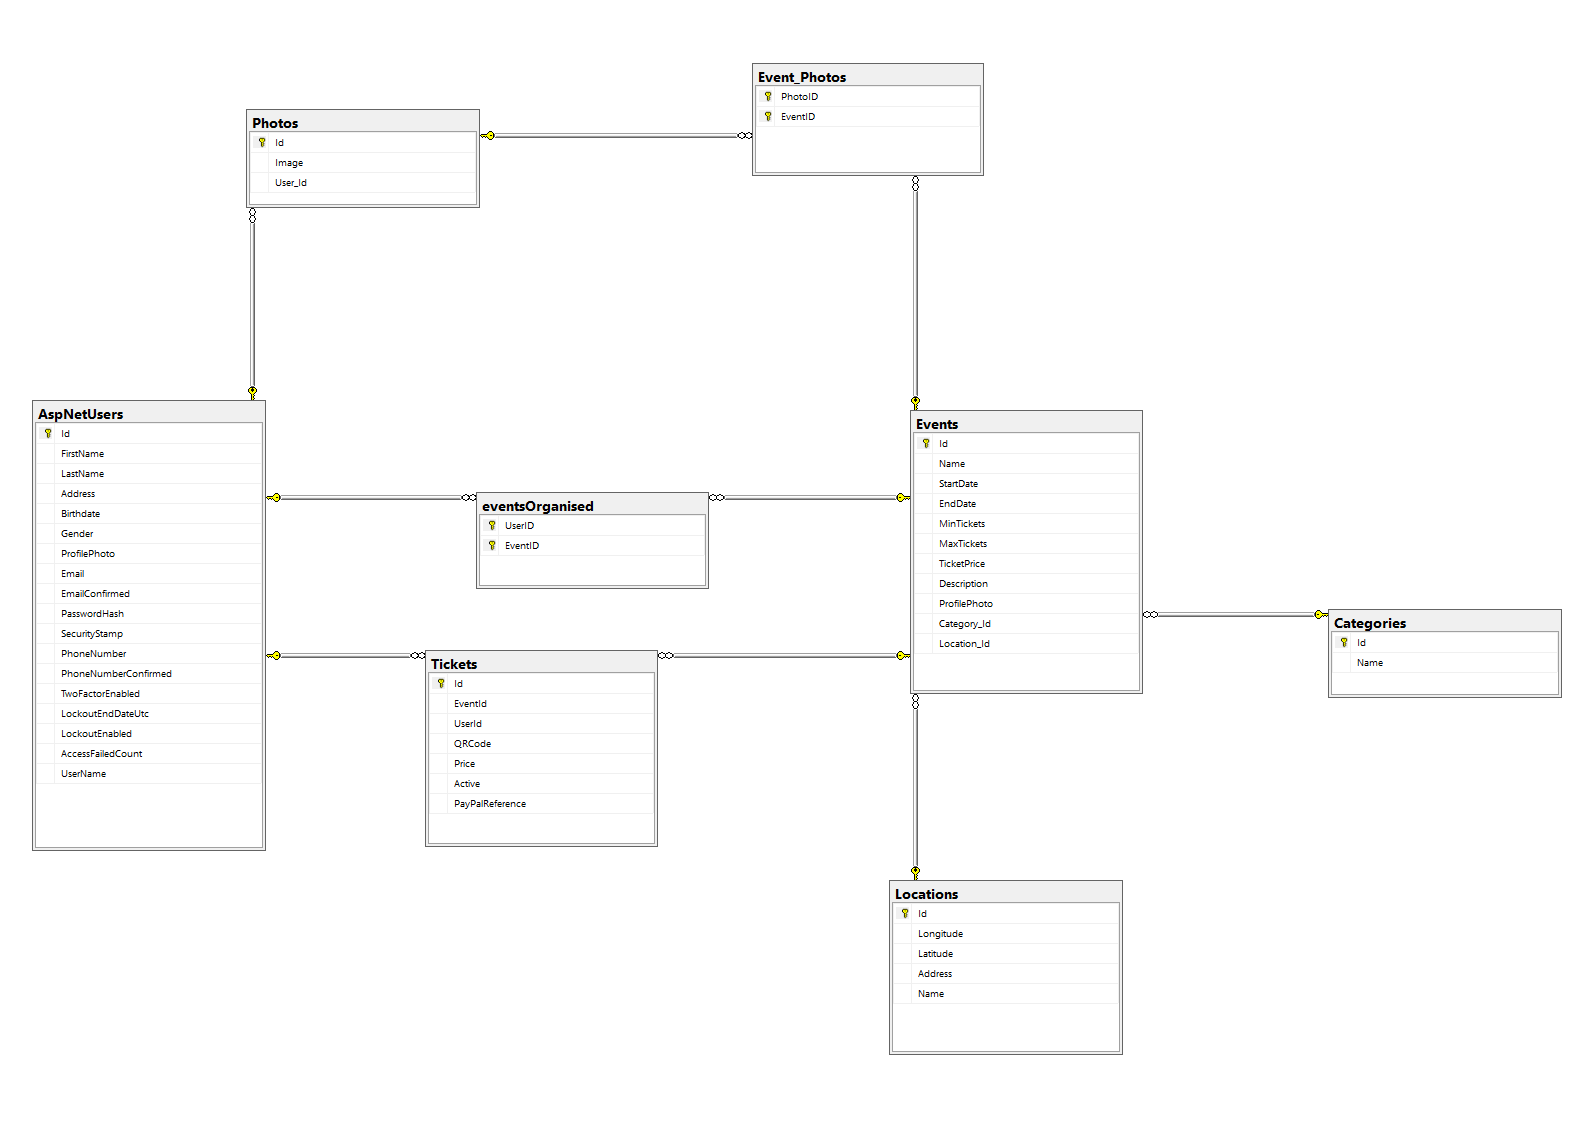 Event_Photos
PhotoID
EventID
Photos
Id
Image
User_Id
AspNetUsers
Id
FirstName
LastName
Address
Birthdate
Gender
ProfilePhoto
Email
EmailConfirmed
PasswordHash
SecurityStamp
PhoneNumber
PhoneNumberConfirmed
TwoFactorEnabled
LockoutEndDateUtc
LockoutEnabled
AccessFailedCount
UserName
eventsOrganised
UserID
EventID
Tickets
Id
EventId
UserId
QRCode
Price
Active
PayPalReference
Events
Id
Name
StartDate
EndDate
MinTickets
MaxTickets
TicketPrice
Description
ProfilePhoto
Category_Id
Location_Id
Categories
Id
Name
Locations
Id
Longitude
Latitude
Address
Name